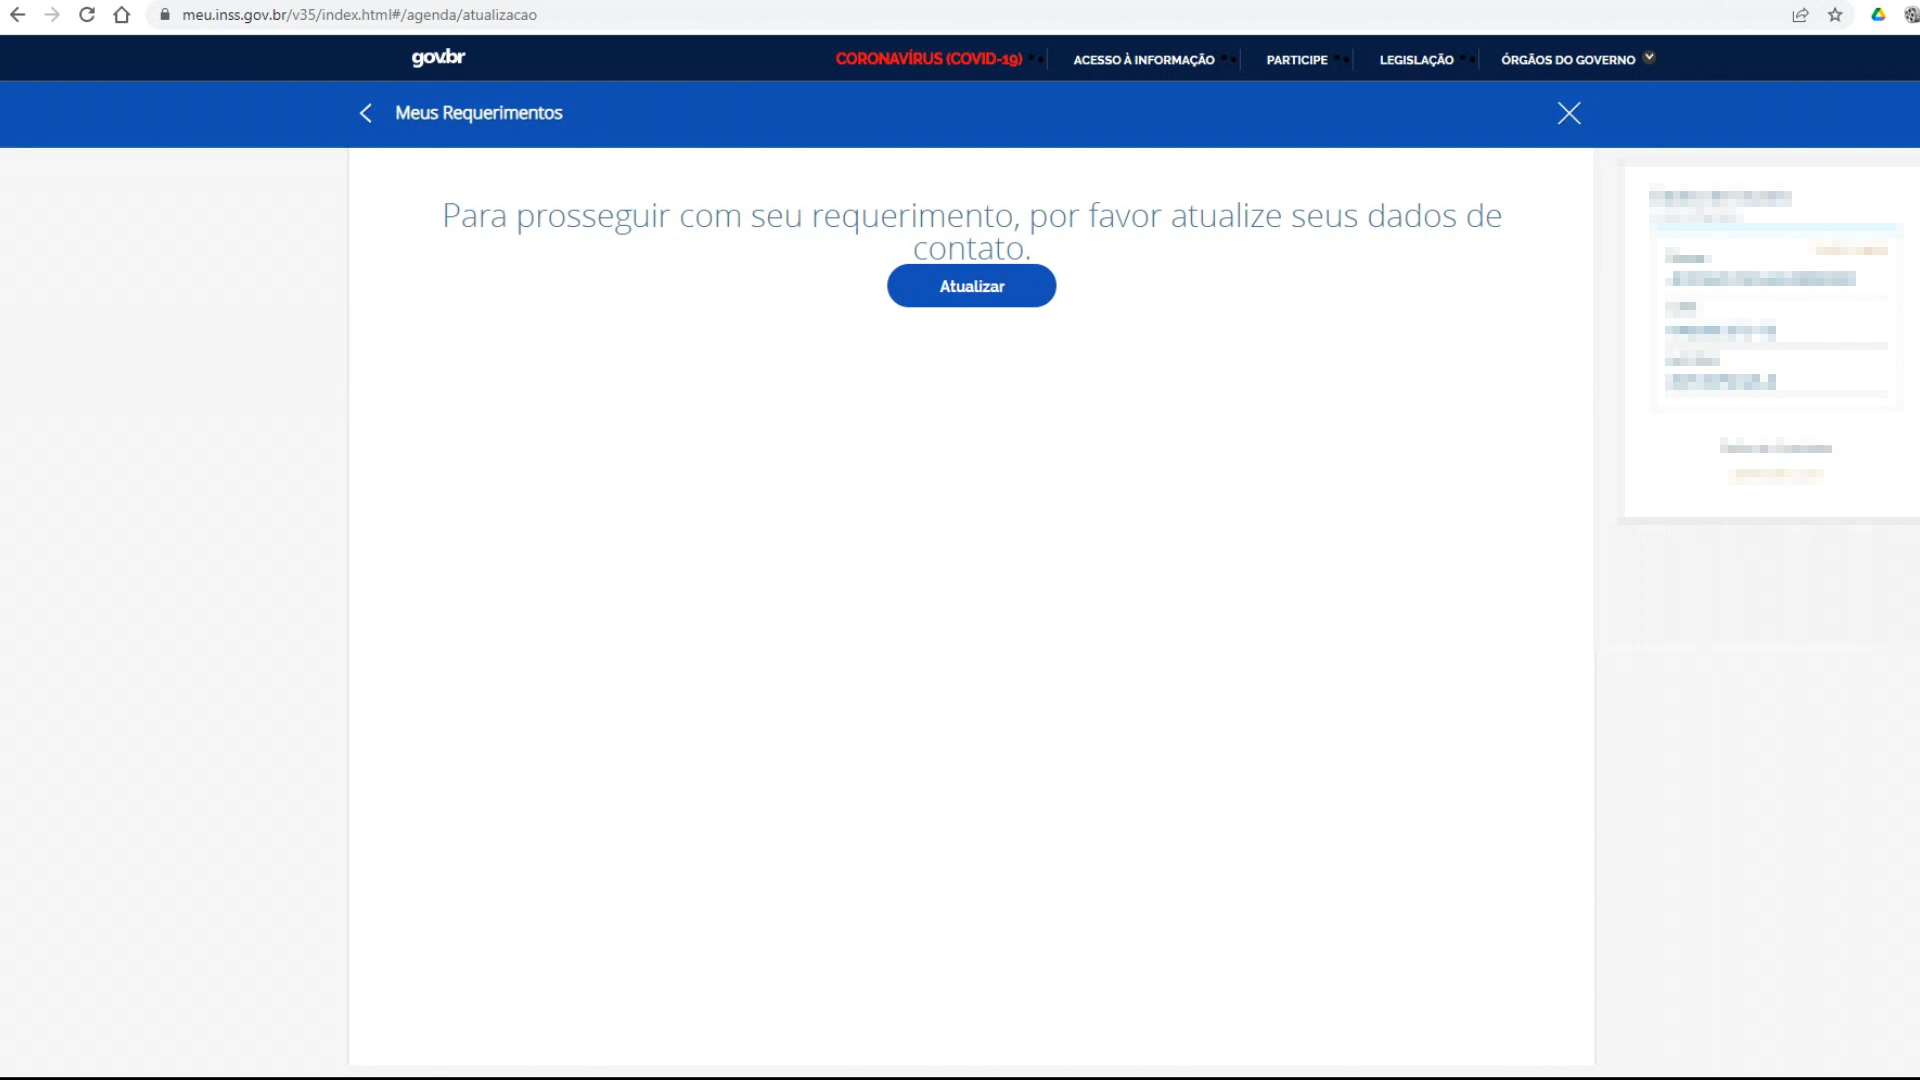 meu.inss.gov.br/v35/index.html#/agenda/atualizacao
gov.br
CORONAVÍRUS (COVID-19)
ACESSO À INFORMAÇÃO
PARTICIPE
LEGISLAÇÃO
ÓRGÃOS DO GOVERNO
Meus Requerimentos
Para prosseguir com seu requerimento, por favor atualize seus dados de
contato.
Atualizar